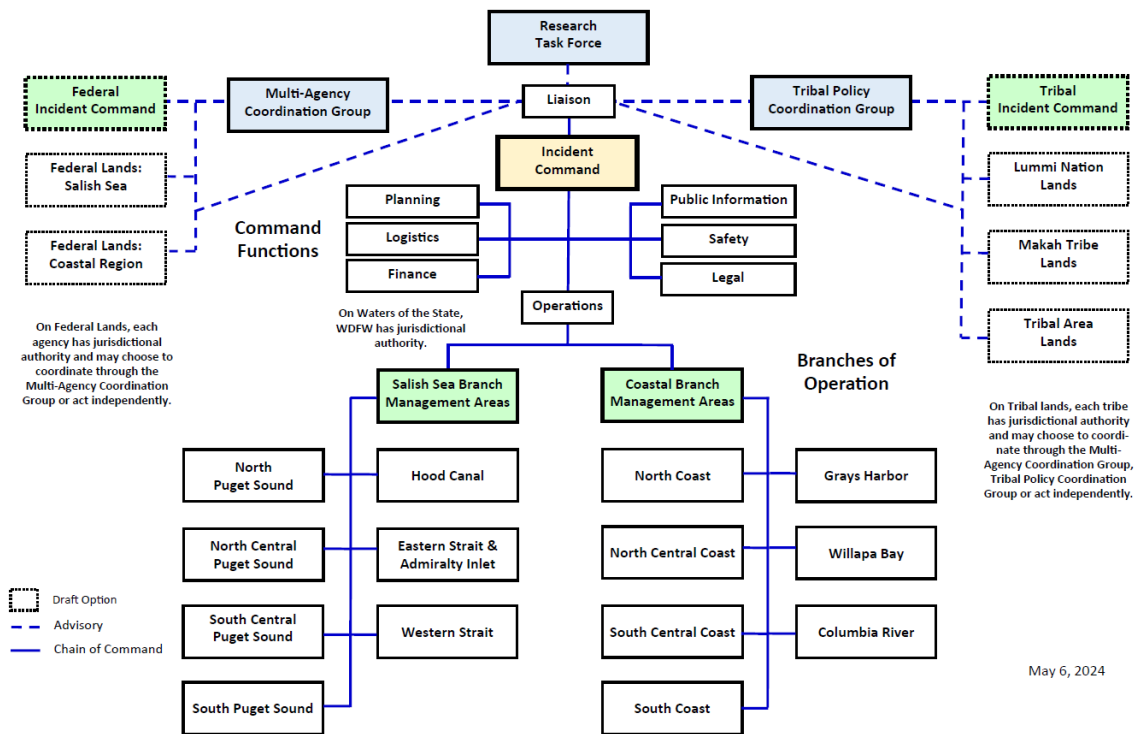 Research
Task Force
Federal
Incident Command
Multi-Agency
Coordination Group
Liaison
Tribal Policy
Coordination Group
Tribal
Incident Command
Incident
Command
Federal Lands:
Salish Sea
Lummi Nation
Lands
Planning
Public Information
Command
Functions
Logistics
Safety
Federal Lands:
Coastal Region
Makah Tribe
Lands
Finance
Legal
Operations
On Waters of the State,
WDFW has jurisdictional
authority.
Tribal Area
Lands
On Federal Lands, each
agency has jurisdictional
authority and may choose to
coordinate through the
Multi-Agency Coordination
Group or act independently.
Branches of
Operation
Salish Sea Branch
Management Areas
Coastal Branch
Management Areas
On Tribal lands, each tribe
has jurisdictional authority
and may choose to coordi-
nate through the Multi-
Agency Coordination Group,
Tribal Policy Coordination
Group or act independently.
North
Puget Sound
Hood Canal
North Coast
Grays Harbor
North Central
Puget Sound
Eastern Strait &
Admiralty Inlet
North Central Coast
Willapa Bay
South Central
Puget Sound
Western Strait
South Central Coast
Columbia River
South Puget Sound
South Coast
Draft Option
Advisory
Chain of Command
May 6, 2024